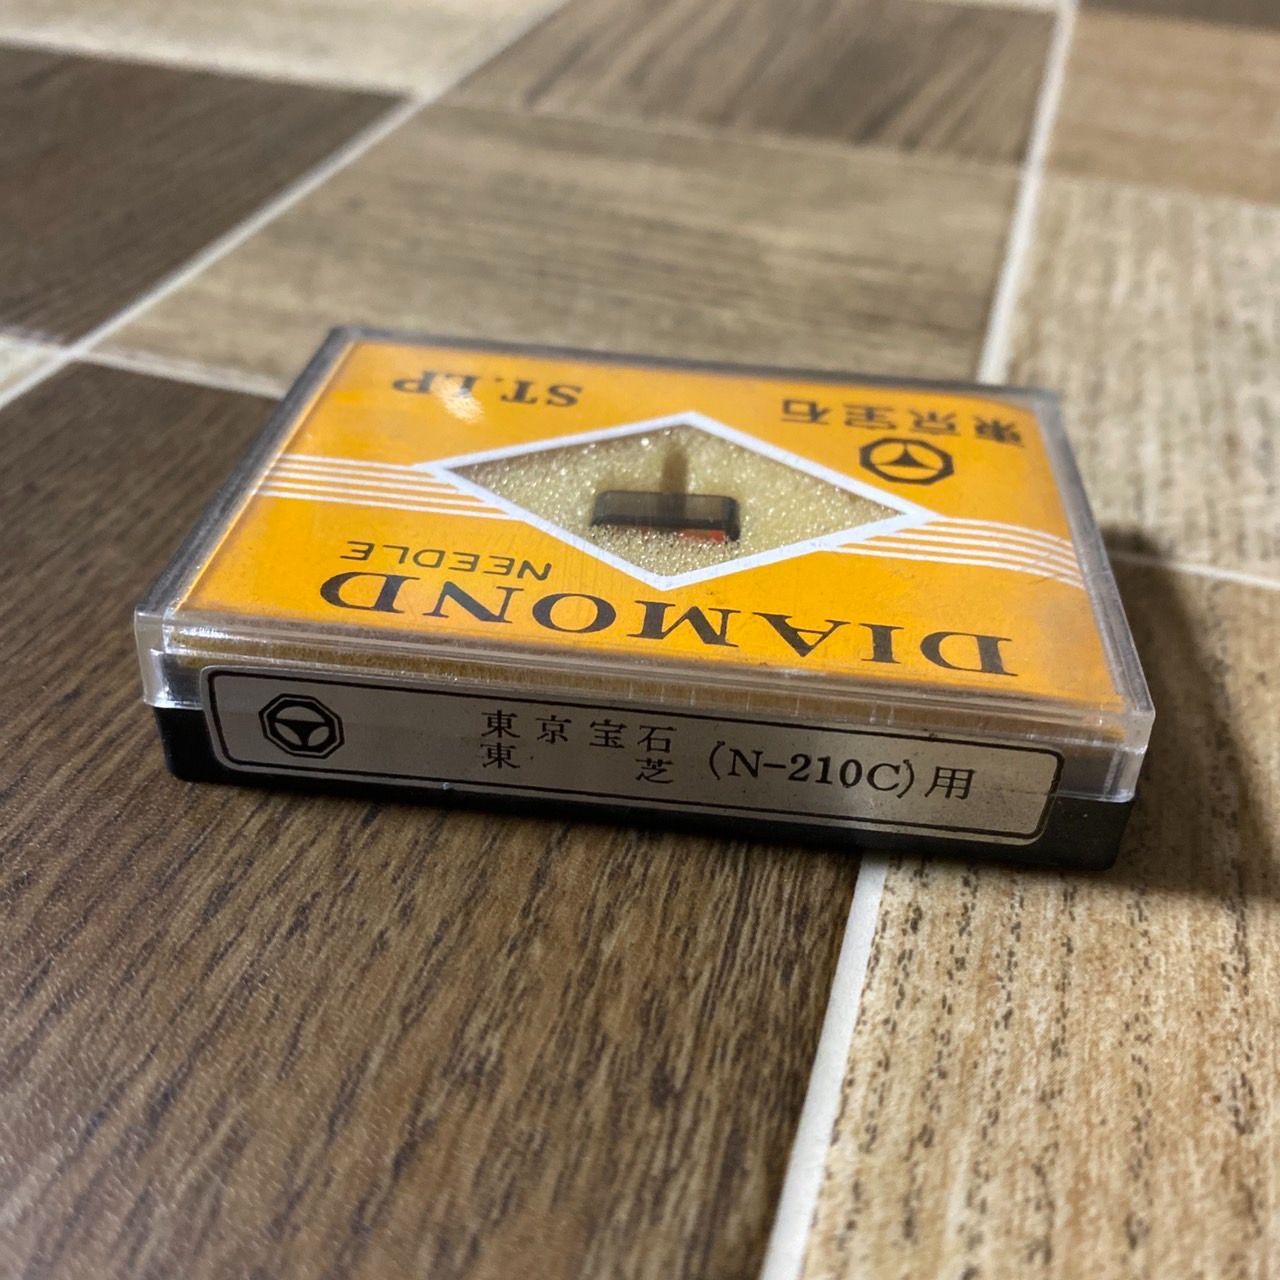 東京宝石
ST. LP
DIAMOND
NEEDLE
東京宝石
東芝 (N-210C)用